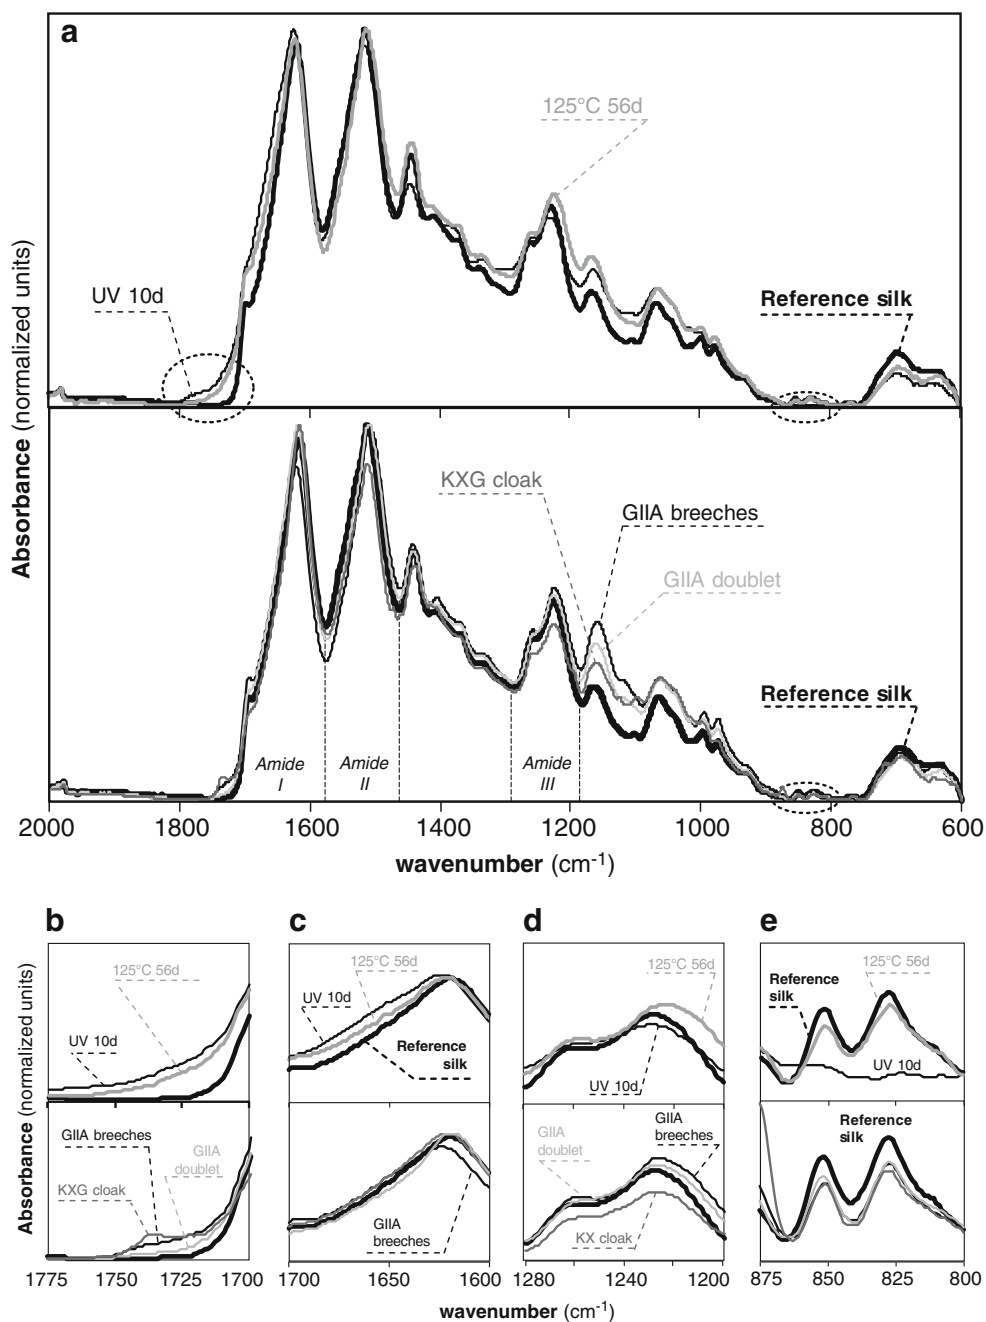 a
125°C 56d
UV 10d
Reference silk
KXG cloak
GIIA breeches
GIIA doublet
Reference silk
Amide
I
Amide
II
Amide
III
Absorbance (normalized units)
2000 1800 1600 1400 1200 1000 800 600
wavenumber (cm-1)
b
125°C 56d
UV 10d
GIIA breeches
GIIA
doublet
KXG cloak
1775 1750 1725 1700
c
125°C 56d
UV 10d
Reference
silk
GIIA
breeches
1700 1650 1600
d
125°C 56d
UV 10d
GIIA
doublet
GIIA
breeches
KX cloak
1280 1240 1200
e
Reference
silk
125°C 56d
UV 10d
Reference
silk
875 850 825 800
Absorbance (normalized units)
wavenumber (cm-1)